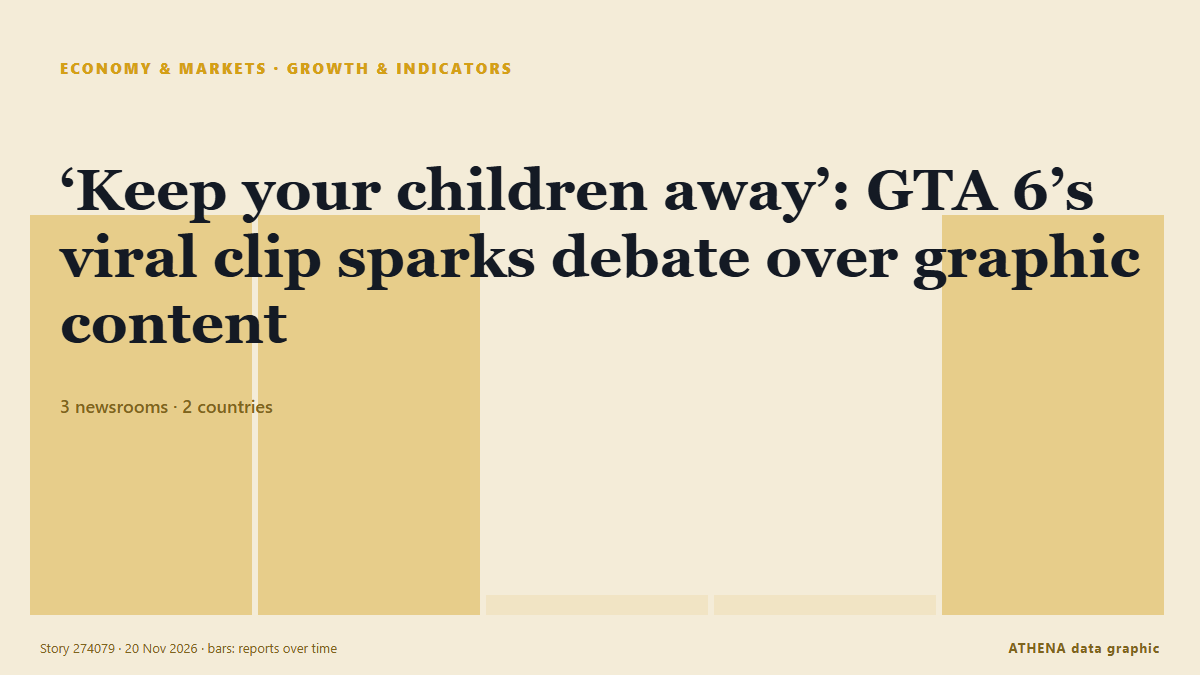 ECONOMY & MARKETS · GROWTH & INDICATORS
‘Keep your children away’: GTA 6’s
viral clip sparks debate over graphic
content
3 newsrooms · 2 countries
Story 274079 · 20 Nov 2026 · bars: reports over time
ATHENA data graphic